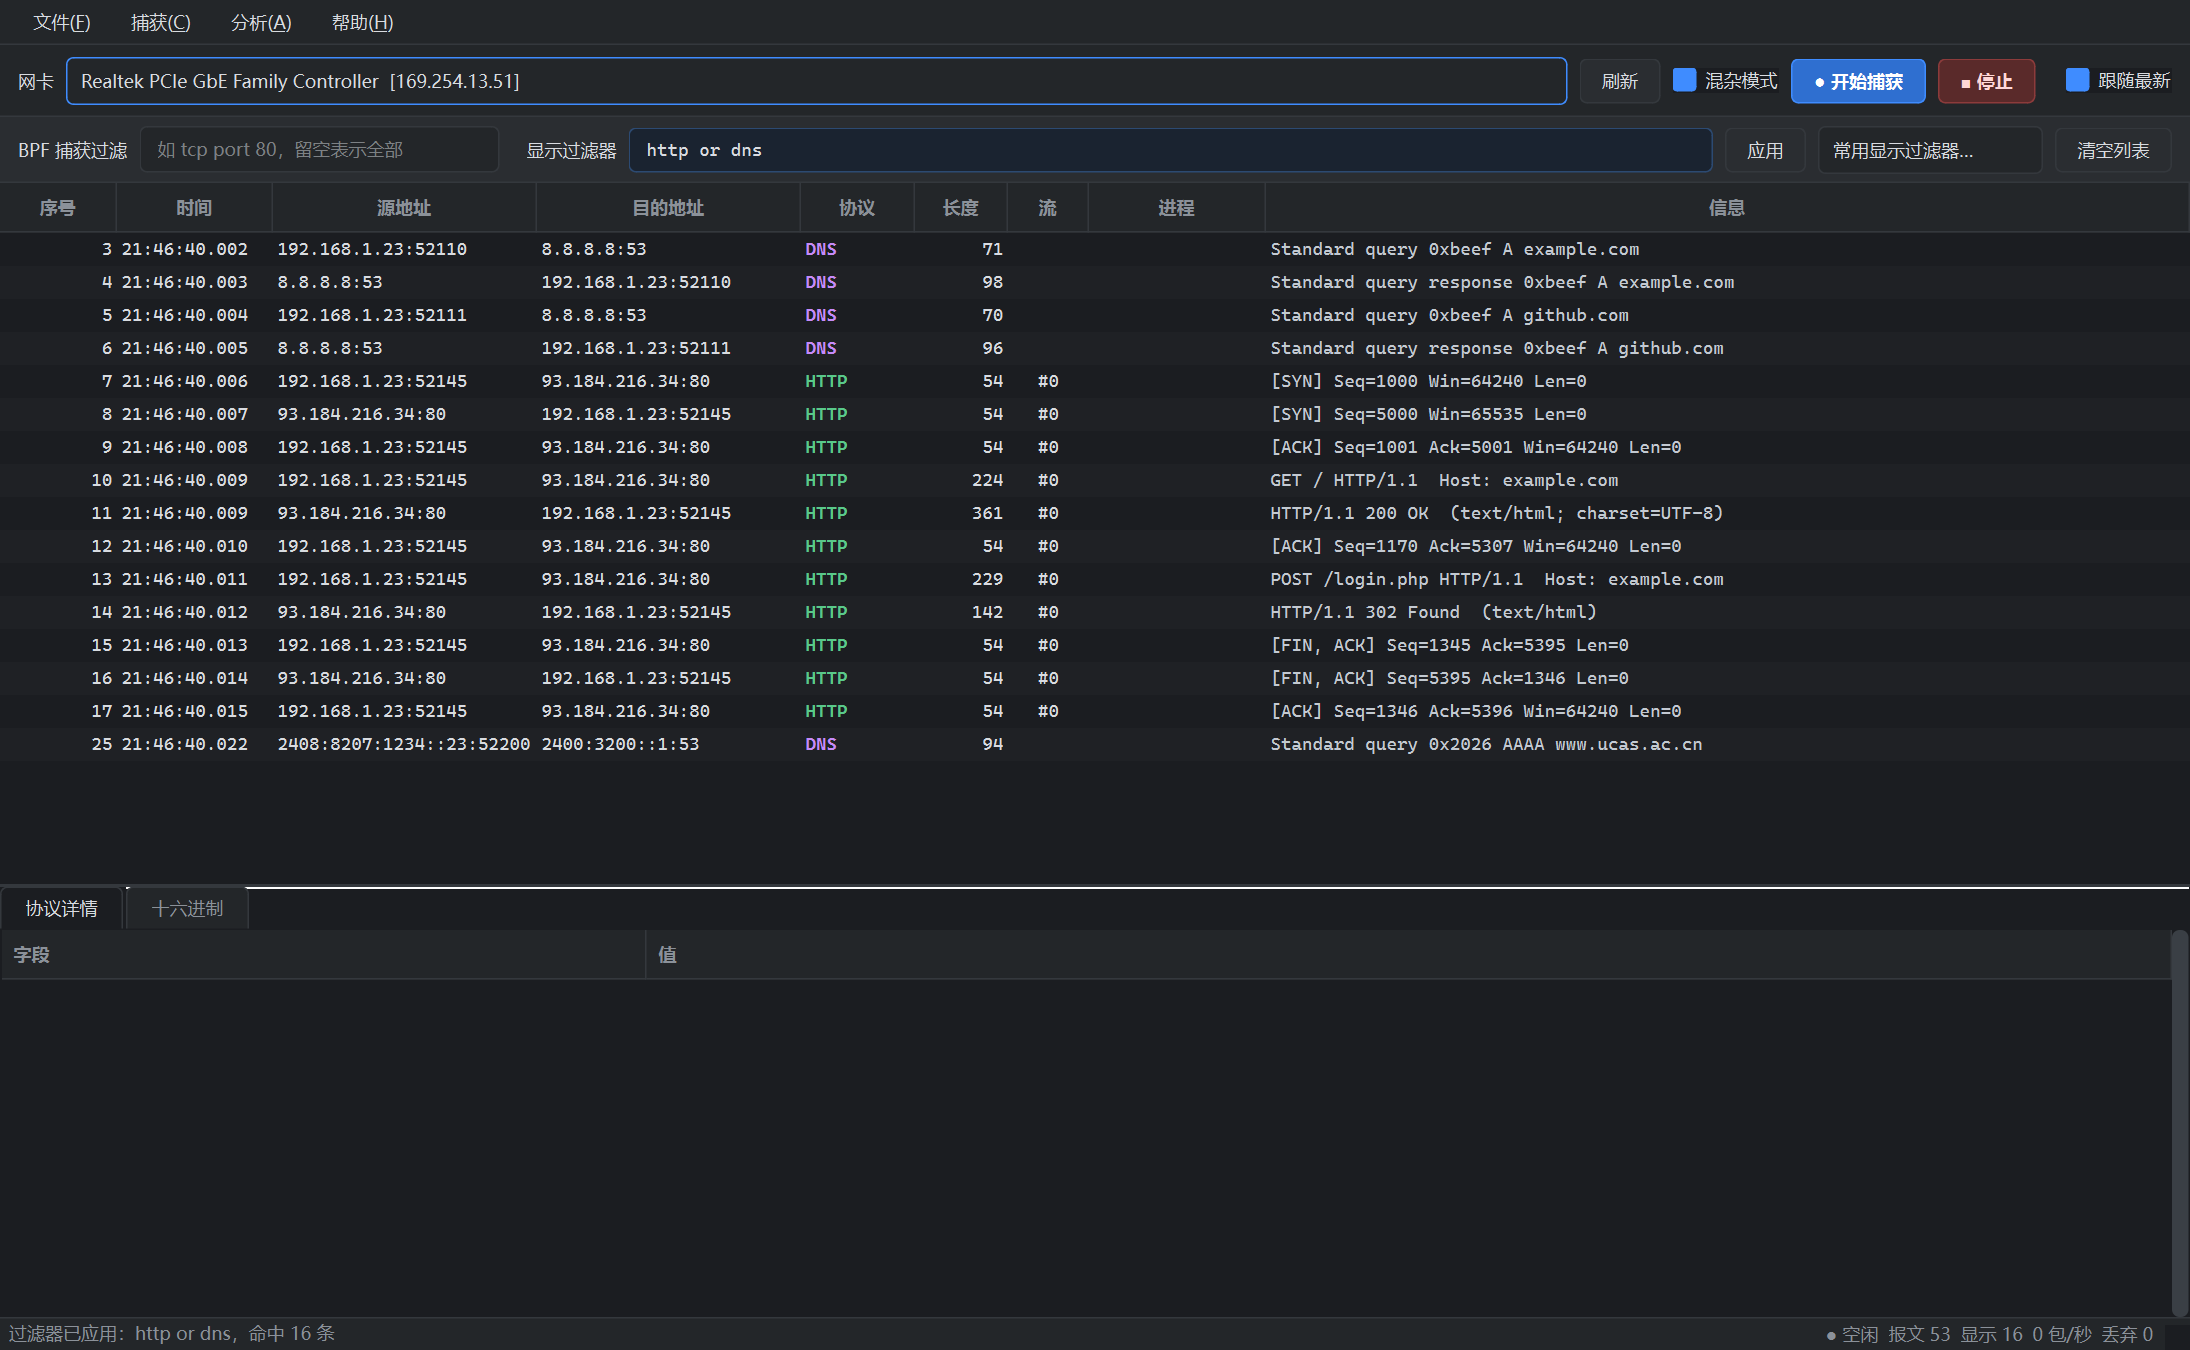 文件(F) 捕获(C) 分析(A) 帮助(H)
网卡 Realtek PCIe GbE Family Controller [169.254.13.51] 刷新 混杂模式 ● 开始捕获 ■ 停止 跟随最新
BPF 捕获过滤 如 tcp port 80，留空表示全部 显示过滤器 http or dns 应用 常用显示过滤器... 清空列表
序号 时间 源地址 目的地址 协议 长度 流 进程 信息
3 21:46:40.002 192.168.1.23:52110 8.8.8.8:53 DNS 71 Standard query 0xbeef A example.com
4 21:46:40.003 8.8.8.8:53 192.168.1.23:52110 DNS 98 Standard query response 0xbeef A example.com
5 21:46:40.004 192.168.1.23:52111 8.8.8.8:53 DNS 70 Standard query 0xbeef A github.com
6 21:46:40.005 8.8.8.8:53 192.168.1.23:52111 DNS 96 Standard query response 0xbeef A github.com
7 21:46:40.006 192.168.1.23:52145 93.184.216.34:80 HTTP 54 #0 [SYN] Seq=1000 Win=64240 Len=0
8 21:46:40.007 93.184.216.34:80 192.168.1.23:52145 HTTP 54 #0 [SYN] Seq=5000 Win=65535 Len=0
9 21:46:40.008 192.168.1.23:52145 93.184.216.34:80 HTTP 54 #0 [ACK] Seq=1001 Ack=5001 Win=64240 Len=0
10 21:46:40.009 192.168.1.23:52145 93.184.216.34:80 HTTP 224 #0 GET / HTTP/1.1 Host: example.com
11 21:46:40.009 93.184.216.34:80 192.168.1.23:52145 HTTP 361 #0 HTTP/1.1 200 OK (text/html; charset=UTF-8)
12 21:46:40.010 192.168.1.23:52145 93.184.216.34:80 HTTP 54 #0 [ACK] Seq=1170 Ack=5307 Win=64240 Len=0
13 21:46:40.011 192.168.1.23:52145 93.184.216.34:80 HTTP 229 #0 POST /login.php HTTP/1.1 Host: example.com
14 21:46:40.012 93.184.216.34:80 192.168.1.23:52145 HTTP 142 #0 HTTP/1.1 302 Found (text/html)
15 21:46:40.013 192.168.1.23:52145 93.184.216.34:80 HTTP 54 #0 [FIN, ACK] Seq=1345 Ack=5395 Len=0
16 21:46:40.014 93.184.216.34:80 192.168.1.23:52145 HTTP 54 #0 [FIN, ACK] Seq=5395 Ack=1346 Len=0
17 21:46:40.015 192.168.1.23:52145 93.184.216.34:80 HTTP 54 #0 [ACK] Seq=1346 Ack=5396 Win=64240 Len=0
25 21:46:40.022 2408:8207:1234::23:52200 2400:3200::1:53 DNS 94 Standard query 0x2026 AAAA www.ucas.ac.cn
协议详情 十六进制
字段 值
过滤器已应用：http or dns，命中 16 条 ● 空闲 报文 53 显示 16 0 包/秒 丢弃 0